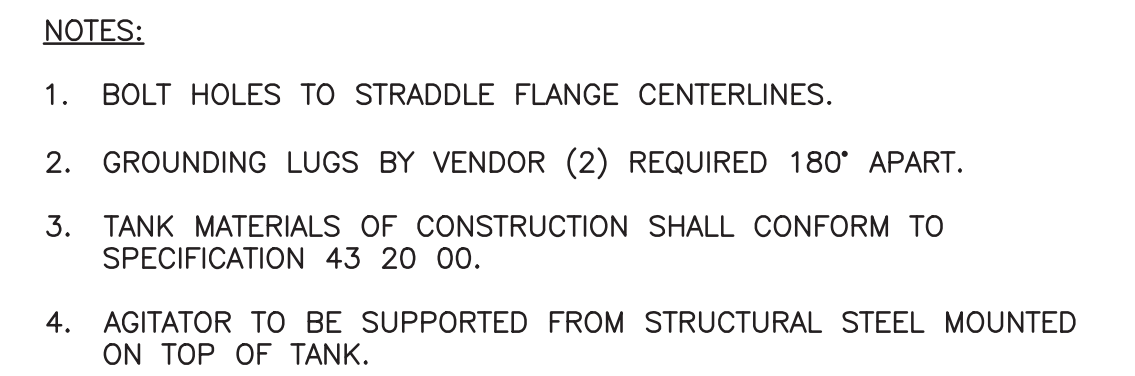 NOTES:
1. BOLT HOLES TO STRADDLE FLANGE CENTERLINES.
2. GROUNDING LUGS BY VENDOR (2) REQUIRED 180° APART.
3. TANK MATERIALS OF CONSTRUCTION SHALL CONFORM TO
SPECIFICATION 43 20 00.
4. AGITATOR TO BE SUPPORTED FROM STRUCTURAL STEEL MOUNTED
ON TOP OF TANK.